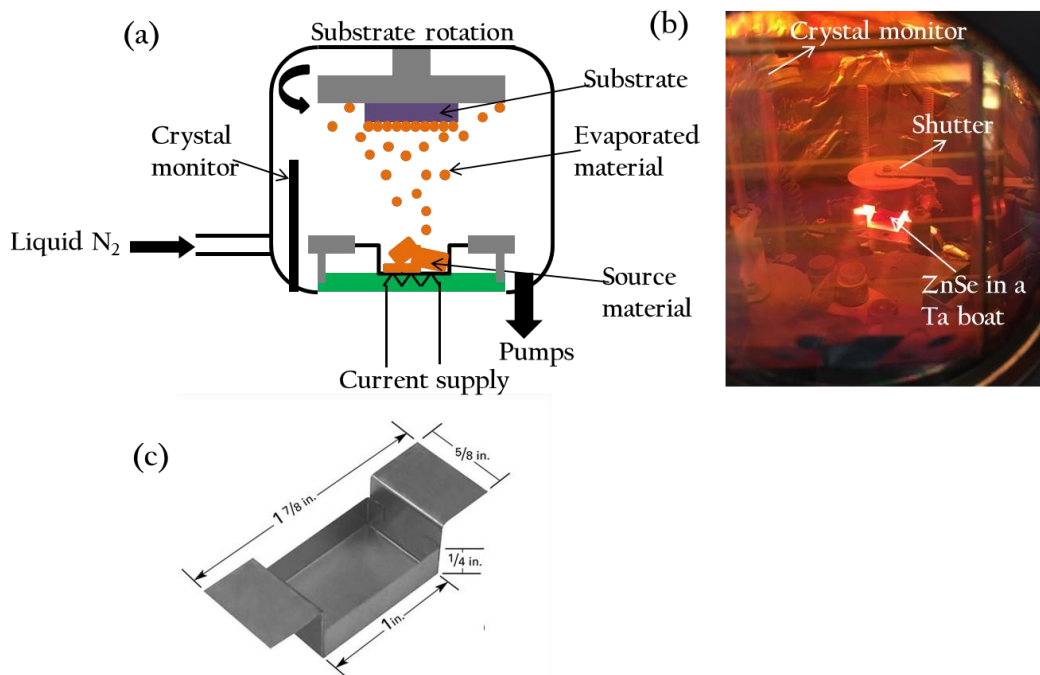 (a)
Substrate rotation
Substrate
Crystal
monitor
Evaporated
material
Liquid N₂
Source
material
Pumps
Current supply
(b)
Crystal monitor
Shutter
ZnSe in a
Ta boat
(c)
5/8 in.
1 7/8 in.
1/4 in.
1 in.